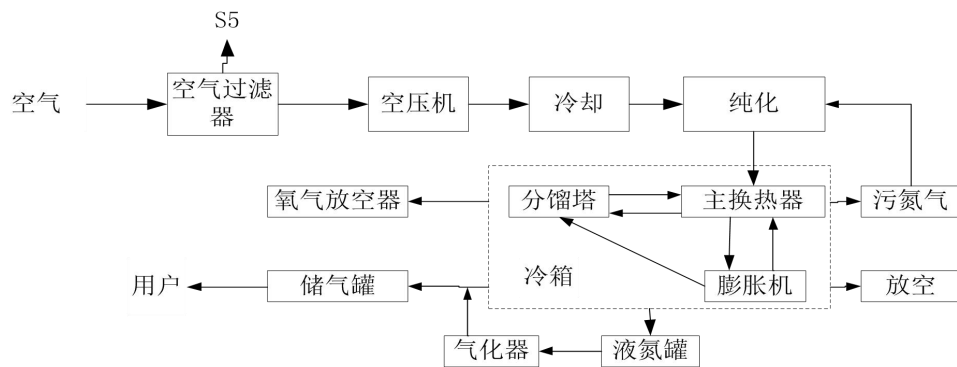 S5
空气
空气过滤
器
空压机
冷却
纯化
氧气放空器
分馏塔
主换热器
污氮气
用户
储气罐
冷箱
膨胀机
放空
气化器
液氮罐